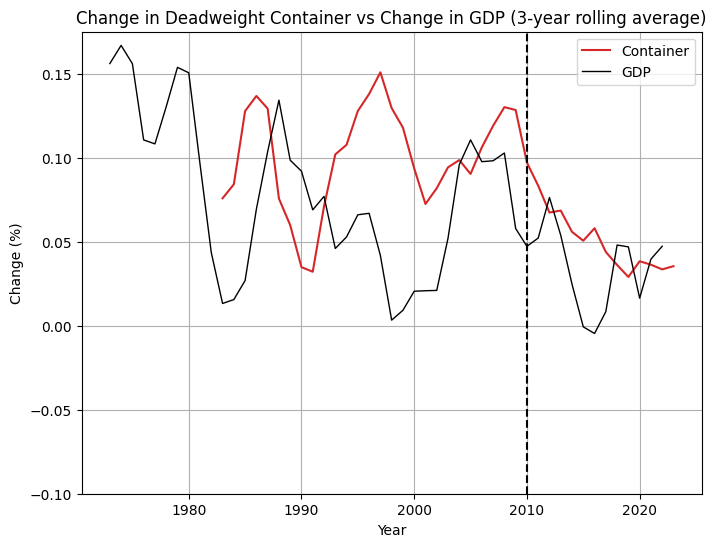 Change in Deadweight Container vs Change in GDP (3-year rolling average)
Container
GDP
Change (%)
0.15
0.10
0.05
0.00
−0.05
−0.10
1980
1990
2000
2010
2020
Year